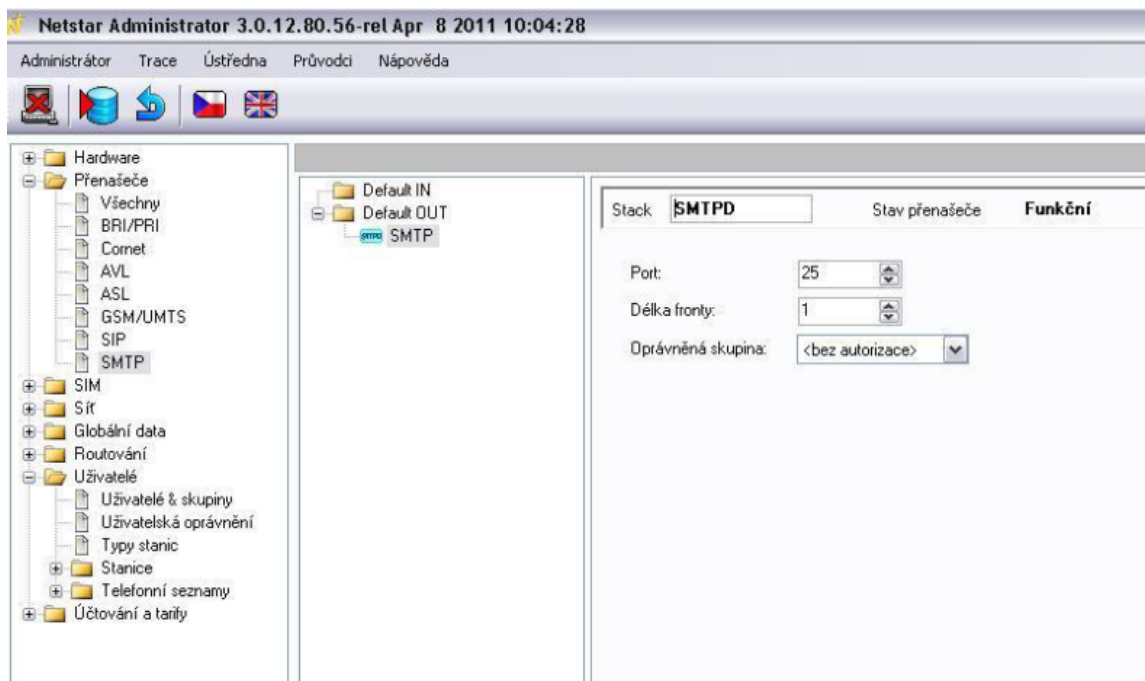 Netstar Administrator 3.0.12.80.56-rel Apr 8 2011 10:04:28
Administrátor Trace Ústředna Průvodci Nápověda
Hardware
Přenašeče
Všechny
BRI/PRI
Cornet
AVL
ASL
GSM/UMTS
SIP
SMTP
SIM
Síť
Globální data
Routování
Uživatelé
Uživatelé & skupiny
Uživatelská oprávnění
Typy stanic
Stanice
Telefonní seznamy
Účtování a tarify
Default IN
Default OUT
SMTPD SMTP
Stack SMTPD Stav přenašeče Funkční
Port: 25
Délka fronty: 1
Oprávněná skupina: <bez autorizace>